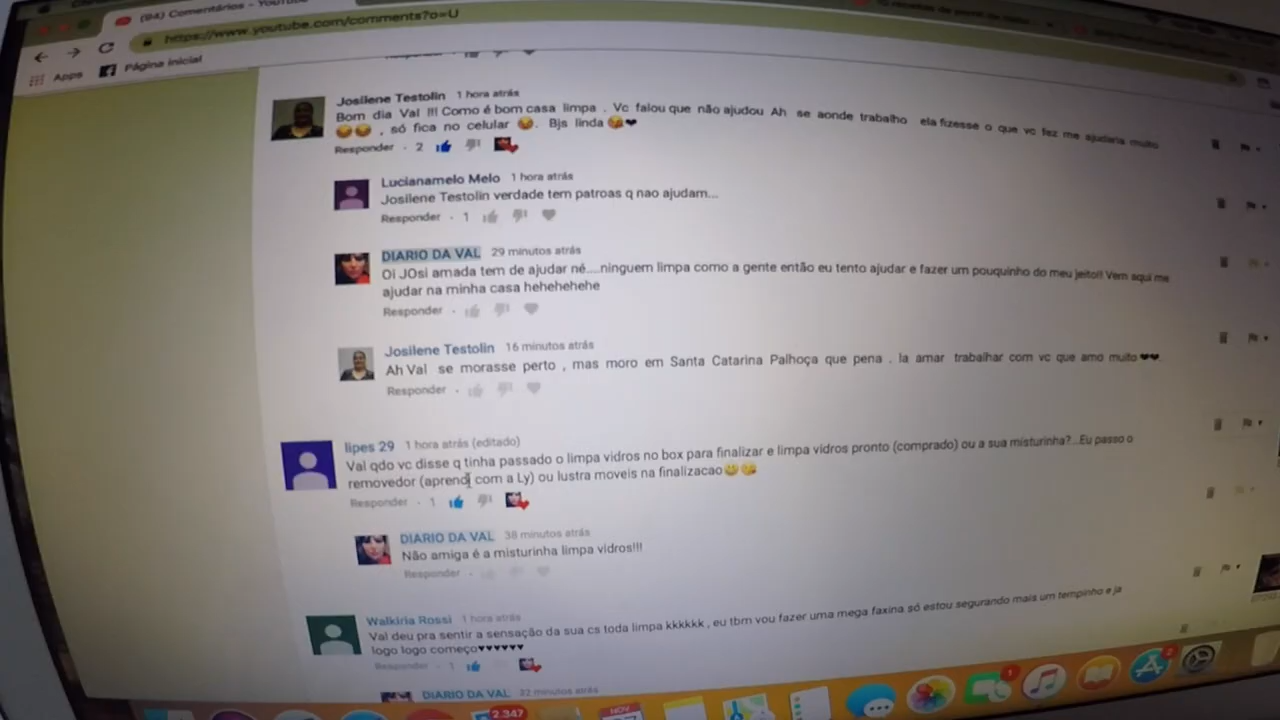 (94) Comentários - YouTube
https://www.youtube.com/comments?o=U
Apps Página inicial
Josilene Testolin 1 hora atrás
Bom dia Val !!! Como é bom casa limpa . Vc falou que não ajudou Ah se aonde trabalho ela fizesse o que vc fez me ajudaria muito
😂😂 , só fica no celular 😂. Bjs linda 😘❤
Responder · 2
Lucianamelo Melo 1 hora atrás
Josilene Testolin verdade tem patroas q nao ajudam...
Responder · 1
DIARIO DA VAL 29 minutos atrás
Oi JOsi amada tem de ajudar né....ninguem limpa como a gente então eu tento ajudar e fazer um pouquinho do meu jeito!! Vem aqui me
ajudar na minha casa hehehehehe
Responder ·
Josilene Testolin 16 minutos atrás
Ah Val se morasse perto , mas moro em Santa Catarina Palhoça que pena . Ia amar trabalhar com vc que amo muito ❤❤.
Responder ·
lipes 29 1 hora atrás (editado)
Val qdo vc disse q tinha passado o limpa vidros no box para finalizar e limpa vidros pronto (comprado) ou a sua misturinha?...Eu passo o
removedor (aprendi com a Ly) ou lustra moveis na finalizacao😃😘
Responder · 1
DIARIO DA VAL 38 minutos atrás
Não amiga é a misturinha limpa vidros!!!
Responder ·
Walkiria Rossi 1 hora atrás
Val deu pra sentir a sensação da sua cs toda limpa kkkkkk , eu tbm vou fazer uma mega faxina só estou segurando mais um tempinho e ja
logo logo começo♥♥♥♥♥♥
Responder · 1
DIARIO DA VAL 32 minutos atrás
2.347
NOV
1
2